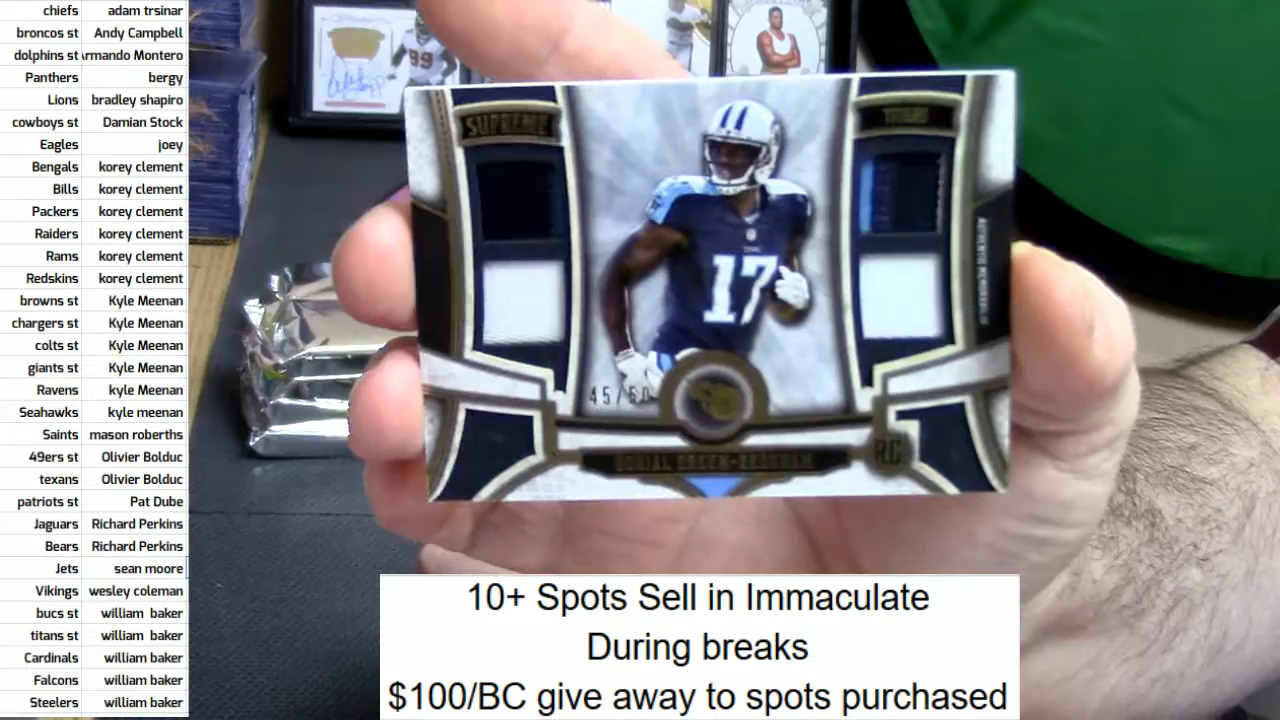 chiefs adam trsinar
broncos st Andy Campbell
dolphins st rmando Montero
Panthers bergy
Lions bradley shapiro
cowboys st Damian Stock
Eagles joey
Bengals korey clement
Bills korey clement
Packers korey clement
Raiders korey clement
Rams korey clement
Redskins korey clement
browns st Kyle Meenan
chargers st Kyle Meenan
colts st Kyle Meenan
giants st Kyle Meenan
Ravens kyle Meenan
Seahawks kyle meenan
Saints mason roberths
49ers Olivier Bolduc
texans Olivier Bolduc
patriots st Pat Dube
Jaguars Richard Perkins
Bears Richard Perkins
Jets sean moore
Vikings wesley coleman
bucs st william baker
titans st william baker
Cardinals william baker
Falcons william baker
Steelers william baker
99
SUPREME
TITANS
17
45/50
DORIAL GREEN-BECKHAM
RC
10+ Spots Sell in Immaculate
During breaks
$100/BC give away to spots purchased